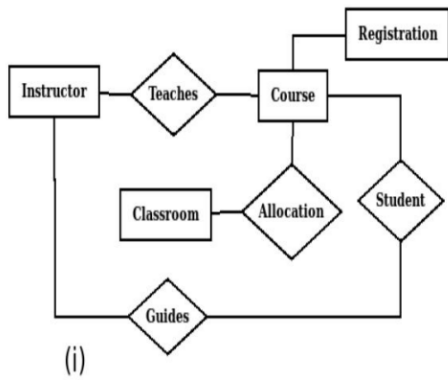 Registration
Instructor
Teaches
Course
Classroom
Allocation
Student
Guides
(i)